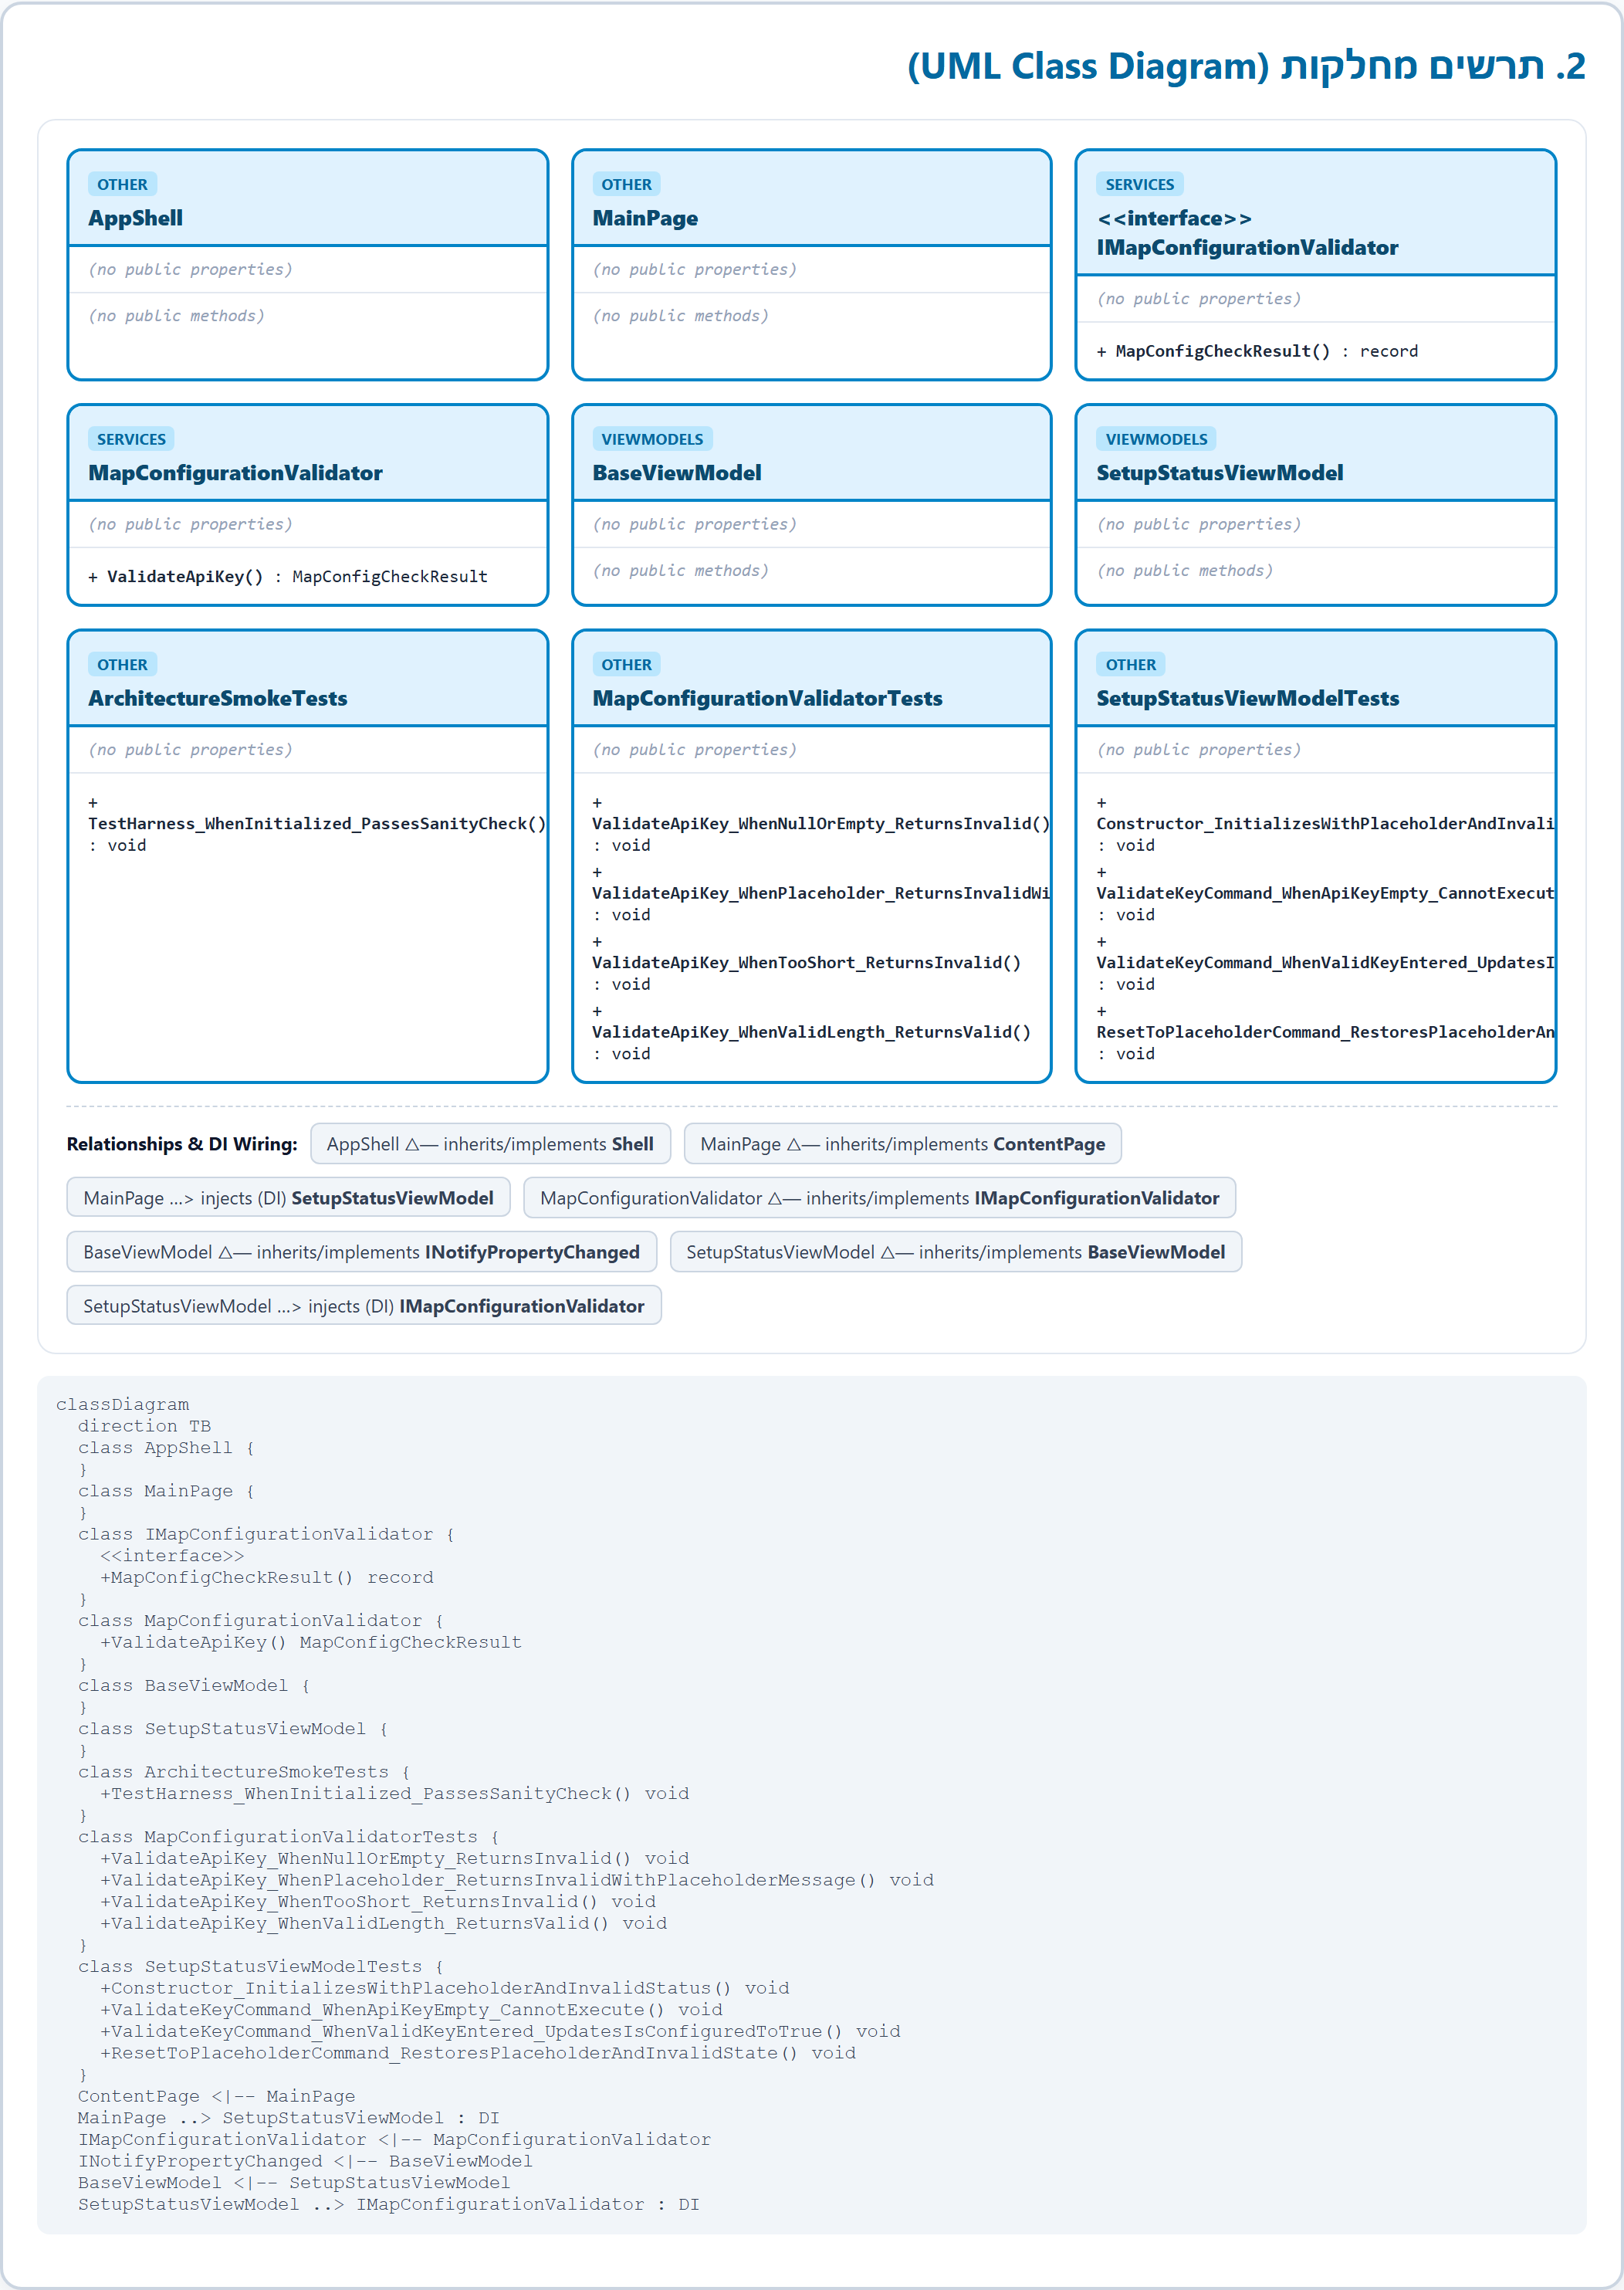 2. תרשים מחלקות (UML Class Diagram)
OTHER
AppShell
(no public properties)
(no public methods)
OTHER
MainPage
(no public properties)
(no public methods)
SERVICES
<<interface>>
IMapConfigurationValidator
(no public properties)
+ MapConfigCheckResult() : record
SERVICES
MapConfigurationValidator
(no public properties)
+ ValidateApiKey() : MapConfigCheckResult
VIEWMODELS
BaseViewModel
(no public properties)
(no public methods)
VIEWMODELS
SetupStatusViewModel
(no public properties)
(no public methods)
OTHER
ArchitectureSmokeTests
(no public properties)
+
TestHarness_WhenInitialized_PassesSanityCheck()
: void
OTHER
MapConfigurationValidatorTests
(no public properties)
+
ValidateApiKey_WhenNullOrEmpty_ReturnsInvalid()
: void
+
ValidateApiKey_WhenPlaceholder_ReturnsInvalidWi
: void
+
ValidateApiKey_WhenTooShort_ReturnsInvalid()
: void
+
ValidateApiKey_WhenValidLength_ReturnsValid()
: void
OTHER
SetupStatusViewModelTests
(no public properties)
+
Constructor_InitializesWithPlaceholderAndInvali
: void
+
ValidateKeyCommand_WhenApiKeyEmpty_CannotExecut
: void
+
ValidateKeyCommand_WhenValidKeyEntered_UpdatesI
: void
+
ResetToPlaceholderCommand_RestoresPlaceholderAn
: void
Relationships & DI Wiring: AppShell △— inherits/implements Shell MainPage △— inherits/implements ContentPage
MainPage ...> injects (DI) SetupStatusViewModel MapConfigurationValidator △— inherits/implements IMapConfigurationValidator
BaseViewModel △— inherits/implements INotifyPropertyChanged SetupStatusViewModel △— inherits/implements BaseViewModel
SetupStatusViewModel ...> injects (DI) IMapConfigurationValidator
classDiagram
  direction TB
  class AppShell {
  }
  class MainPage {
  }
  class IMapConfigurationValidator {
    <<interface>>
    +MapConfigCheckResult() record
  }
  class MapConfigurationValidator {
    +ValidateApiKey() MapConfigCheckResult
  }
  class BaseViewModel {
  }
  class SetupStatusViewModel {
  }
  class ArchitectureSmokeTests {
    +TestHarness_WhenInitialized_PassesSanityCheck() void
  }
  class MapConfigurationValidatorTests {
    +ValidateApiKey_WhenNullOrEmpty_ReturnsInvalid() void
    +ValidateApiKey_WhenPlaceholder_ReturnsInvalidWithPlaceholderMessage() void
    +ValidateApiKey_WhenTooShort_ReturnsInvalid() void
    +ValidateApiKey_WhenValidLength_ReturnsValid() void
  }
  class SetupStatusViewModelTests {
    +Constructor_InitializesWithPlaceholderAndInvalidStatus() void
    +ValidateKeyCommand_WhenApiKeyEmpty_CannotExecute() void
    +ValidateKeyCommand_WhenValidKeyEntered_UpdatesIsConfiguredToTrue() void
    +ResetToPlaceholderCommand_RestoresPlaceholderAndInvalidState() void
  }
  ContentPage <|-- MainPage
  MainPage ..> SetupStatusViewModel : DI
  IMapConfigurationValidator <|-- MapConfigurationValidator
  INotifyPropertyChanged <|-- BaseViewModel
  BaseViewModel <|-- SetupStatusViewModel
  SetupStatusViewModel ..> IMapConfigurationValidator : DI